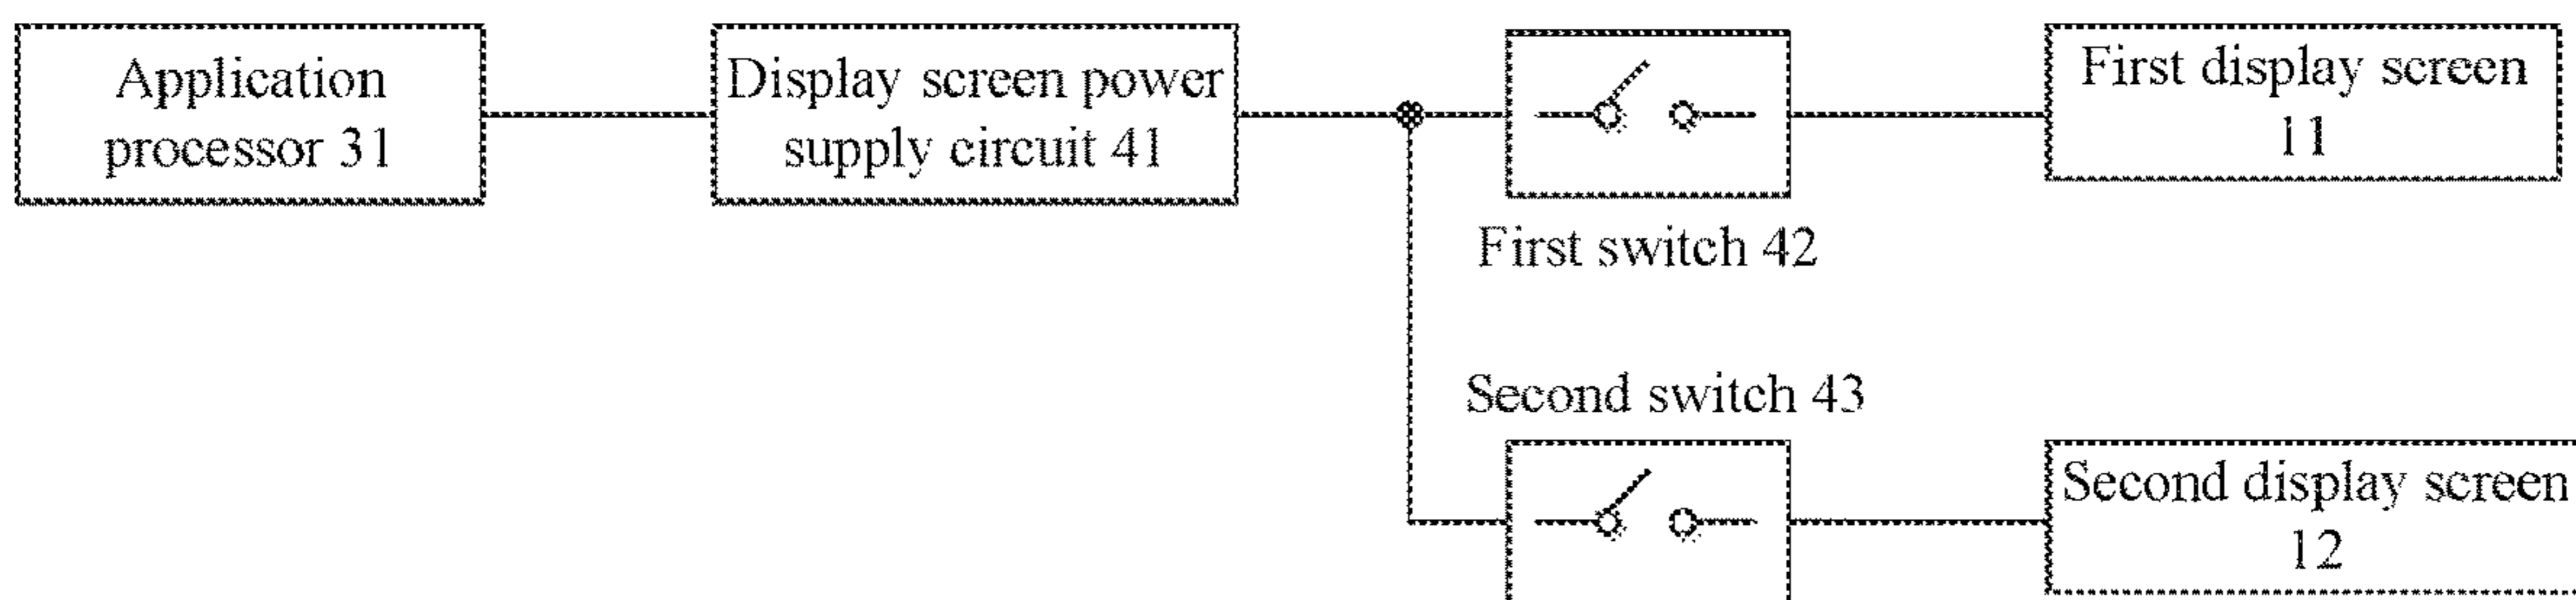 Application
processor 31
Display screen power
supply circuit 41
First switch 42
First display screen
11
Second switch 43
Second display screen
12